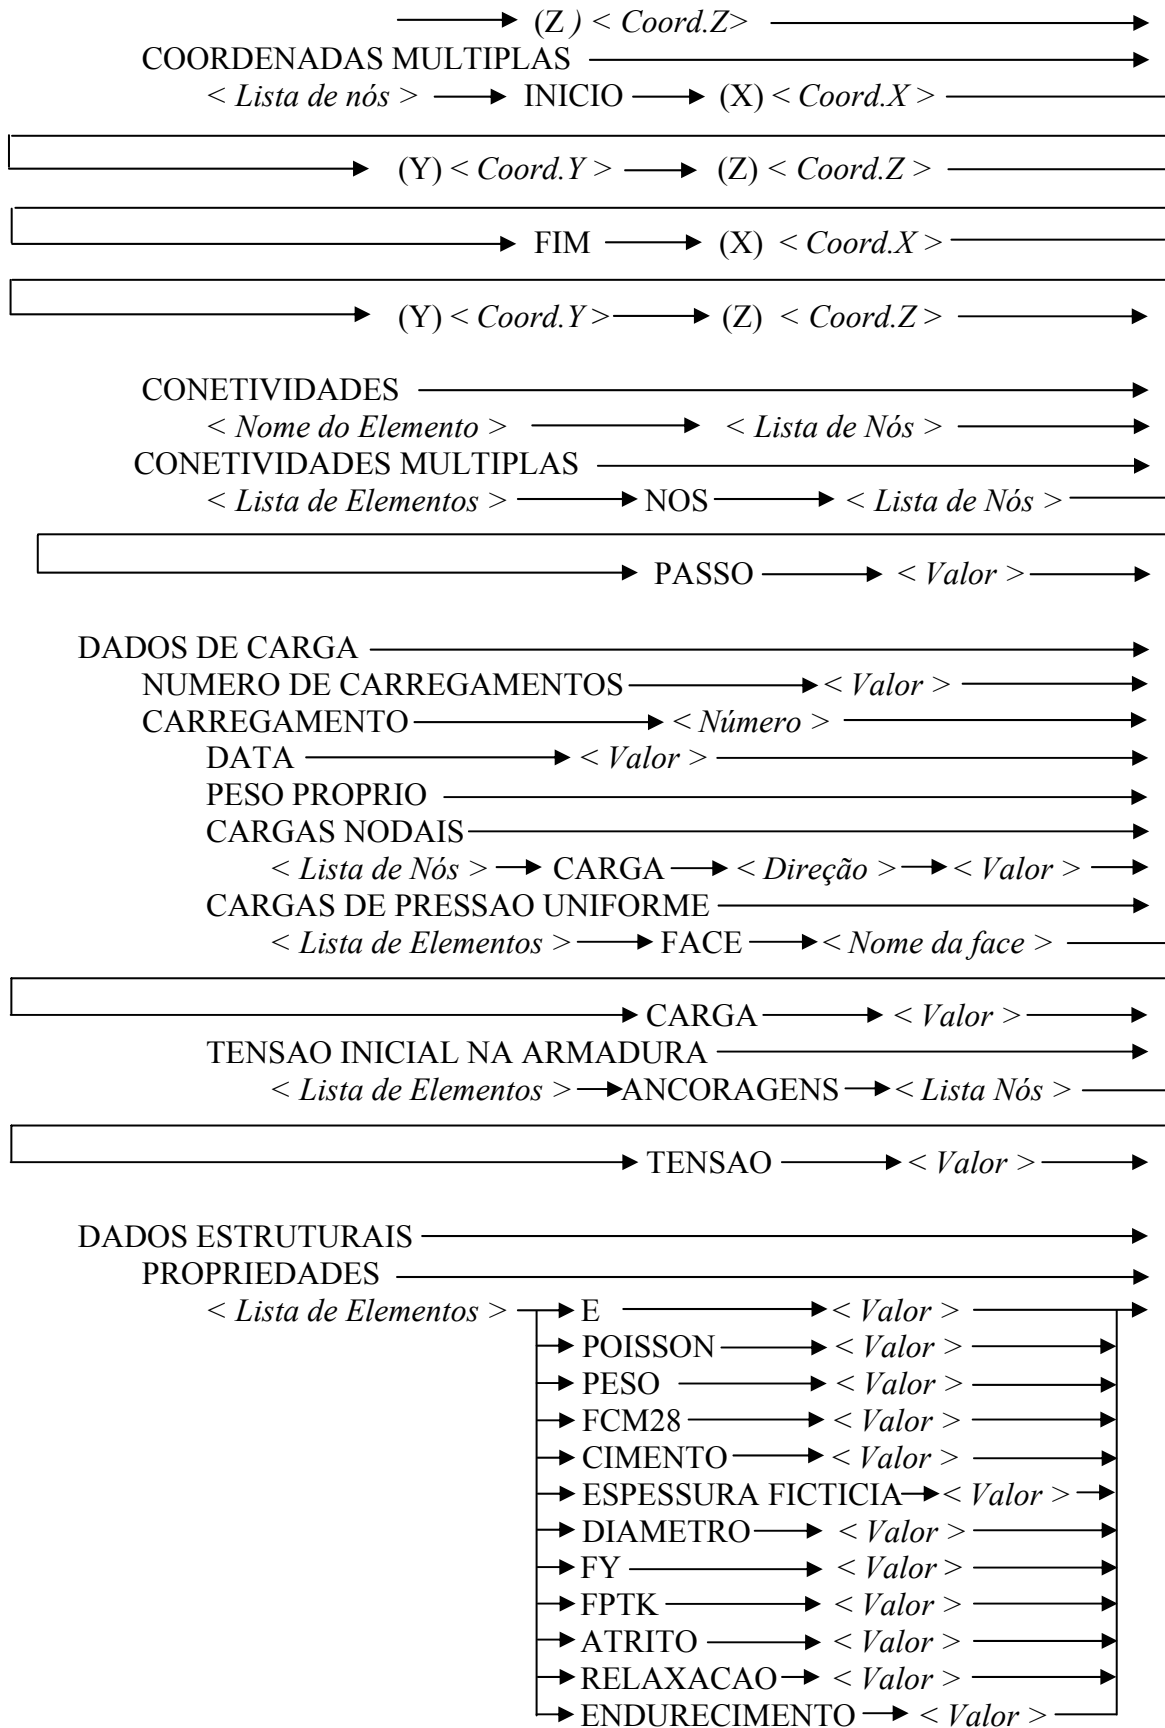 (Z ) < Coord.Z>
COORDENADAS MULTIPLAS
< Lista de nós > INICIO (X) < Coord.X >
(Y) < Coord.Y > (Z) < Coord.Z >
FIM (X) < Coord.X >
(Y) < Coord.Y > (Z) < Coord.Z >
CONETIVIDADES
< Nome do Elemento > < Lista de Nós >
CONETIVIDADES MULTIPLAS
< Lista de Elementos > NOS < Lista de Nós >
PASSO < Valor >
DADOS DE CARGA
NUMERO DE CARREGAMENTOS < Valor >
CARREGAMENTO < Número >
DATA < Valor >
PESO PROPRIO
CARGAS NODAIS
< Lista de Nós > CARGA < Direção > < Valor >
CARGAS DE PRESSAO UNIFORME
< Lista de Elementos > FACE < Nome da face >
CARGA < Valor >
TENSAO INICIAL NA ARMADURA
< Lista de Elementos > ANCORAGENS < Lista Nós >
TENSAO < Valor >
DADOS ESTRUTURAIS
PROPRIEDADES
< Lista de Elementos > E < Valor >
POISSON < Valor >
PESO < Valor >
FCM28 < Valor >
CIMENTO < Valor >
ESPESSURA FICTICIA < Valor >
DIAMETRO < Valor >
FY < Valor >
FPTK < Valor >
ATRITO < Valor >
RELAXACAO < Valor >
ENDURECIMENTO < Valor >